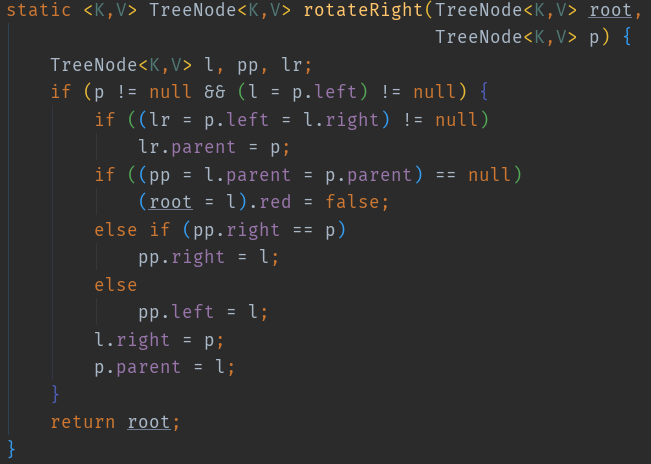 static <K,V> TreeNode<K,V> rotateRight(TreeNode<K,V> root,
                                       TreeNode<K,V> p) {
    TreeNode<K,V> l, pp, lr;
    if (p != null && (l = p.left) != null) {
        if ((lr = p.left = l.right) != null)
            lr.parent = p;
        if ((pp = l.parent = p.parent) == null)
            (root = l).red = false;
        else if (pp.right == p)
            pp.right = l;
        else
            pp.left = l;
        l.right = p;
        p.parent = l;
    }
    return root;
}